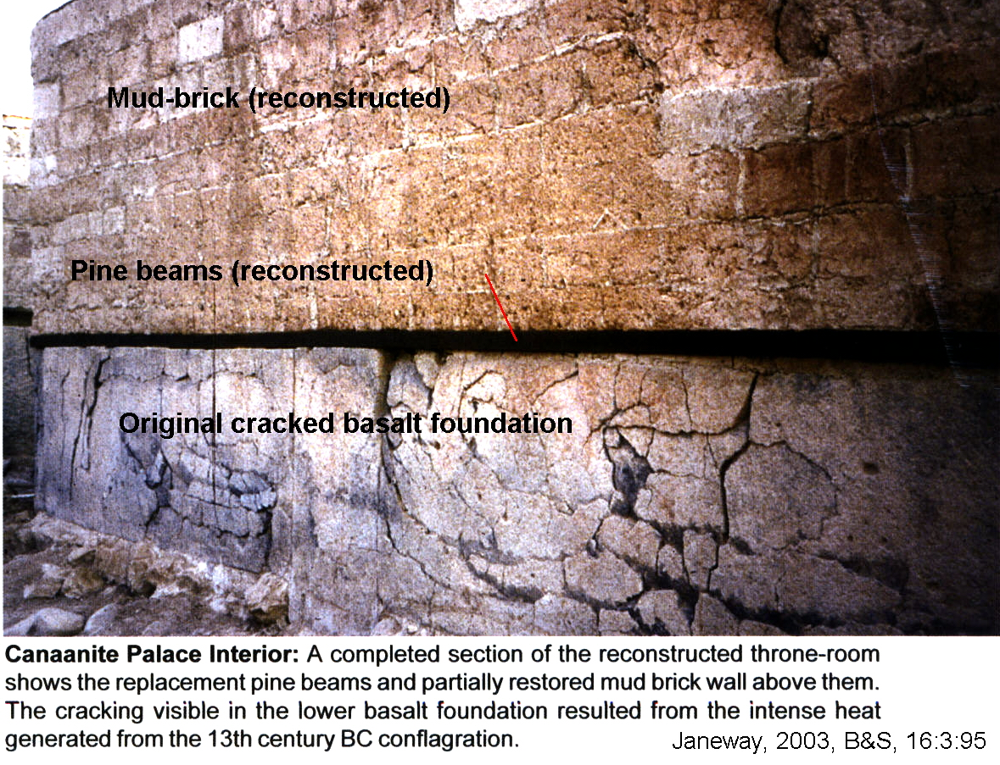 Mud-brick (reconstructed)
Pine beams (reconstructed)
Original cracked basalt foundation
Canaanite Palace Interior: A completed section of the reconstructed throne-room
shows the replacement pine beams and partially restored mud brick wall above them.
The cracking visible in the lower basalt foundation resulted from the intense heat
generated from the 13th century BC conflagration.
Janeway, 2003, B&S, 16:3:95